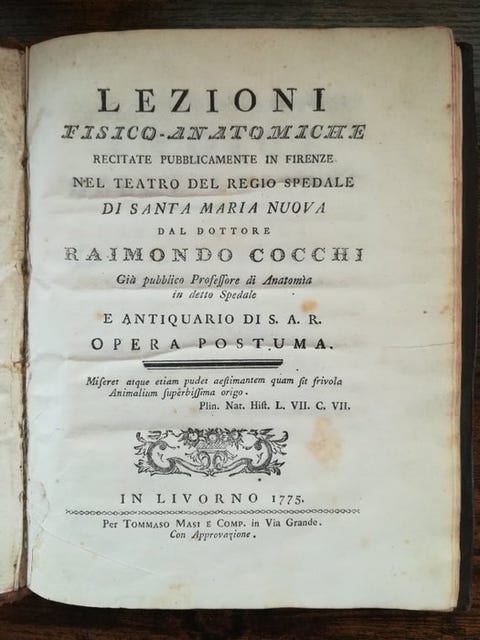 LEZIONI
FISICO-ANATOMICHE
RECITATE PUBBLICAMENTE IN FIRENZE
NEL TEATRO DEL REGIO SPEDALE
DI SANTA MARIA NUOVA
DAL DOTTORE
RAIMONDO COCCHI
Già pubblico Profeſſore di Anatomìa
in detto Spedale
E ANTIQUARIO DI S. A. R.
OPERA POSTUMA.
Miſeret atque etiam pudet aeſtimantem quam ſit frivola
Animalium ſuperbiſſima origo.
Plin. Nat. Hiſt. L. VII. C. VII.
IN LIVORNO 1775.
Per TOMMASO MASI E COMP. in Via Grande.
Con Approvazione.